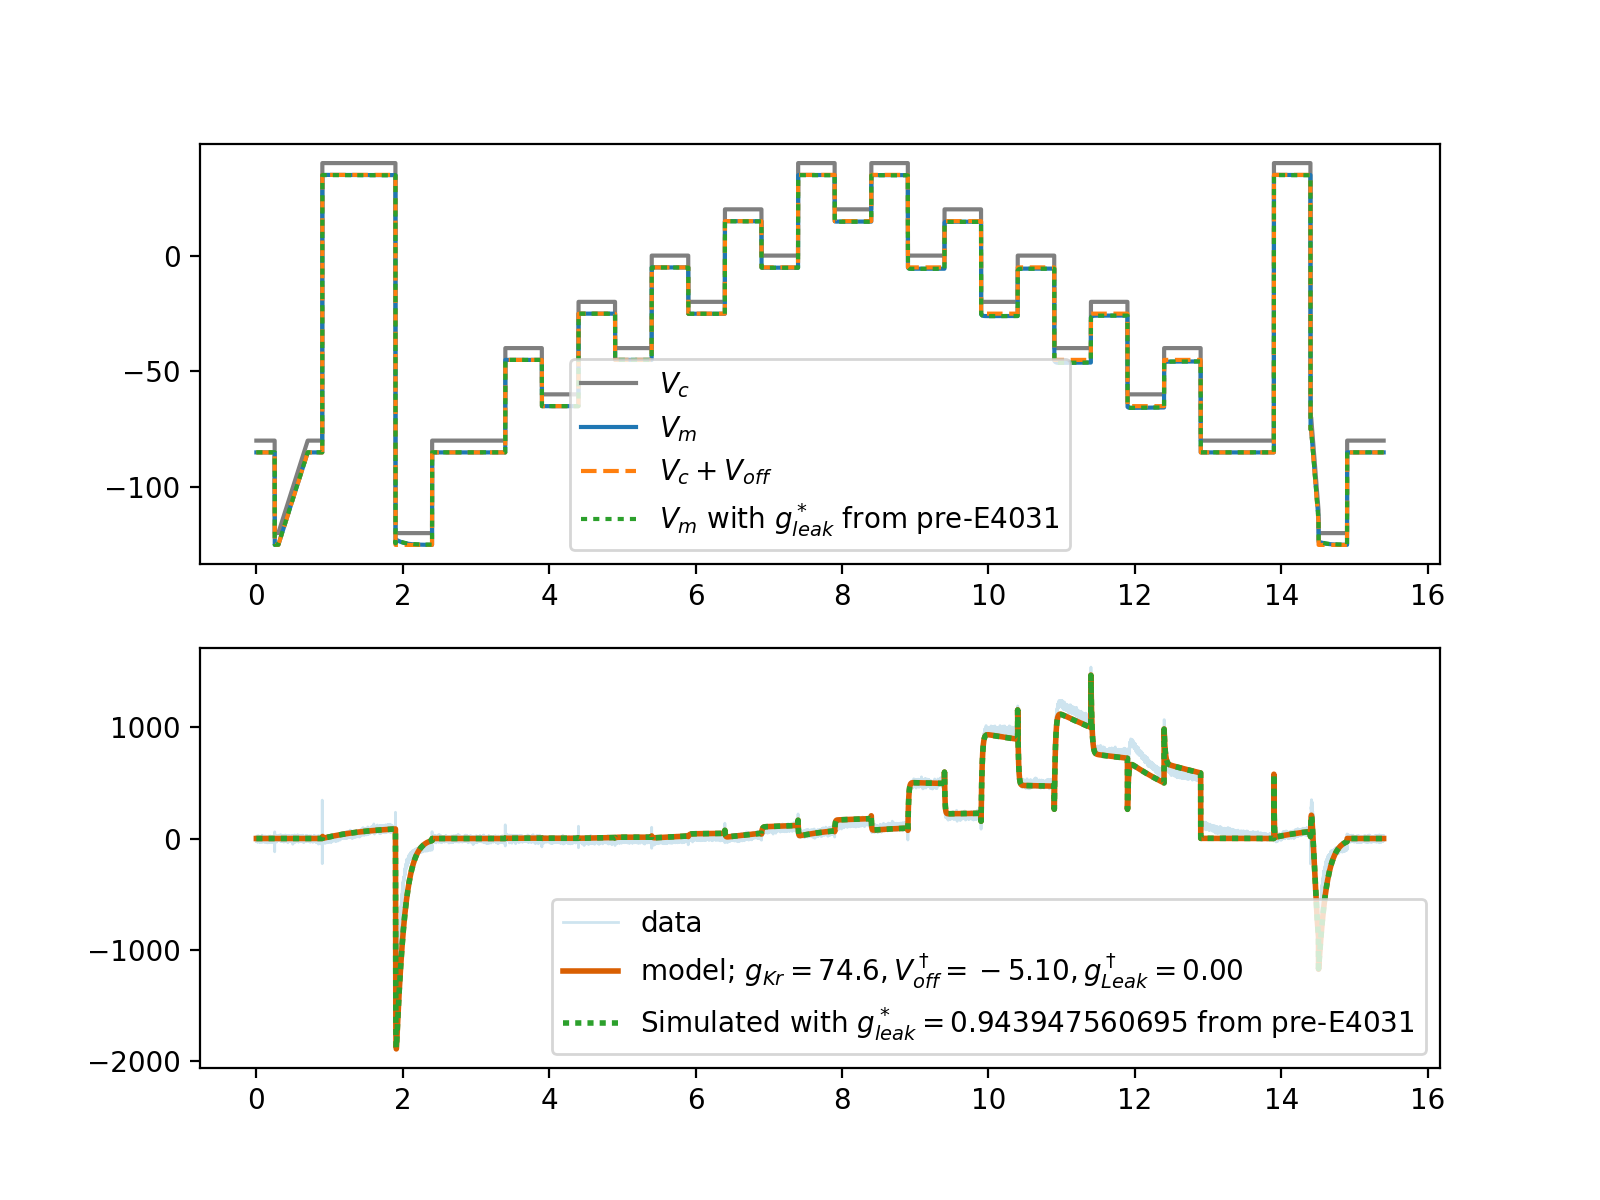 0
−50
−100
V_c
V_m
V_c + V_off
V_m with g*_leak from pre-E4031
0 2 4 6 8 10 12 14 16
1000
0
−1000
−2000
data
model; g_Kr = 74.6, V†_off = −5.10, g†_Leak = 0.00
Simulated with g*_leak = 0.943947560695 from pre-E4031
0 2 4 6 8 10 12 14 16